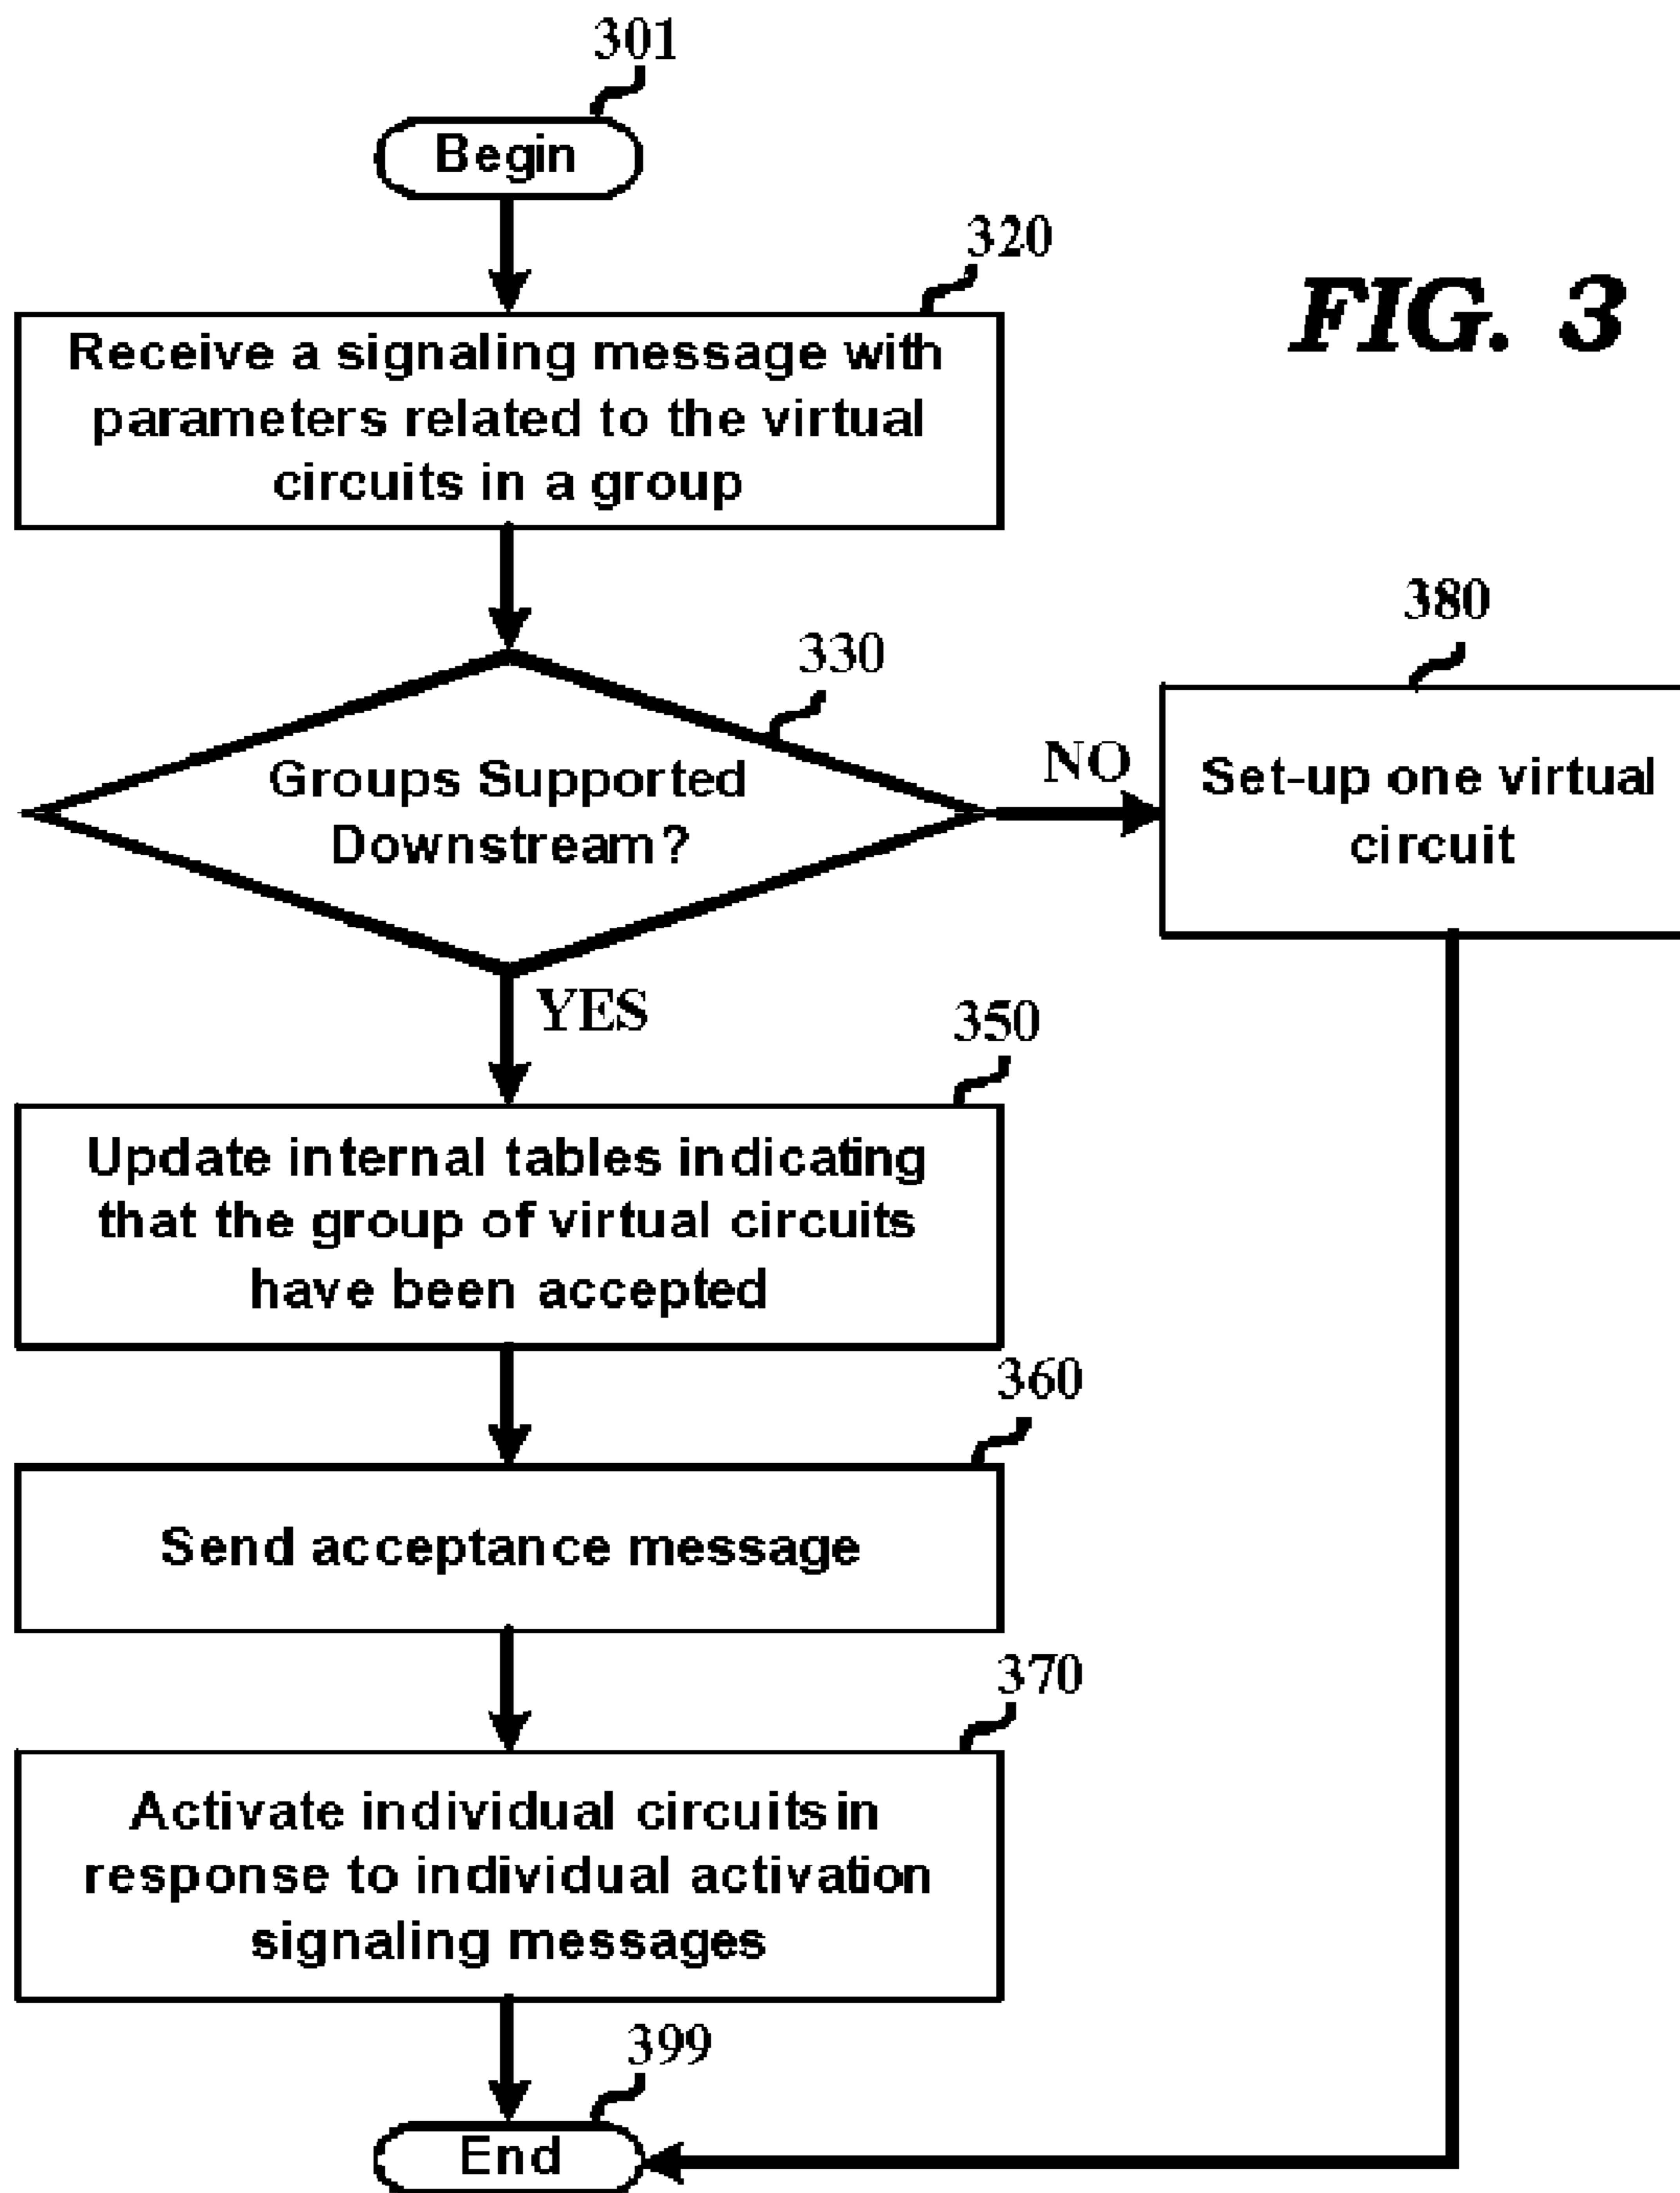 301
Begin
320
FIG. 3
Receive a signaling message with
parameters related to the virtual
circuits in a group
330
380
Groups Supported
Downstream?
NO
Set-up one virtual
circuit
YES
350
Update internal tables indicating
that the group of virtual circuits
have been accepted
360
Send acceptance message
370
Activate individual circuits in
response to individual activation
signaling messages
399
End